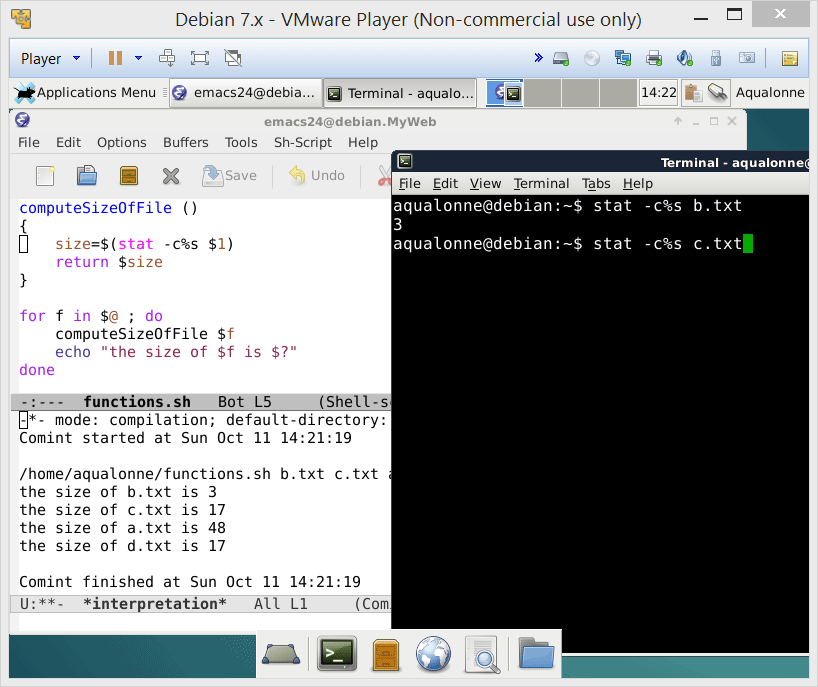 Debian 7.x - VMware Player (Non-commercial use only)
Player
Applications Menu emacs24@debia... Terminal - aqualo... 14:22 Aqualonne
emacs24@debian.MyWeb
File Edit Options Buffers Tools Sh-Script Help
Save Undo
computeSizeOfFile ()
{
size=$(stat -c%s $1)
return $size
}
for f in $@ ; do
computeSizeOfFile $f
echo "the size of $f is $?"
done
-:--- functions.sh Bot L5 (Shell-s
-*- mode: compilation; default-directory:
Comint started at Sun Oct 11 14:21:19
/home/aqualonne/functions.sh b.txt c.txt
the size of b.txt is 3
the size of c.txt is 17
the size of a.txt is 48
the size of d.txt is 17
Comint finished at Sun Oct 11 14:21:19
U:**- *interpretation* All L1 (Com
Terminal - aqualonne@
File Edit View Terminal Tabs Help
aqualonne@debian:~$ stat -c%s b.txt
3
aqualonne@debian:~$ stat -c%s c.txt